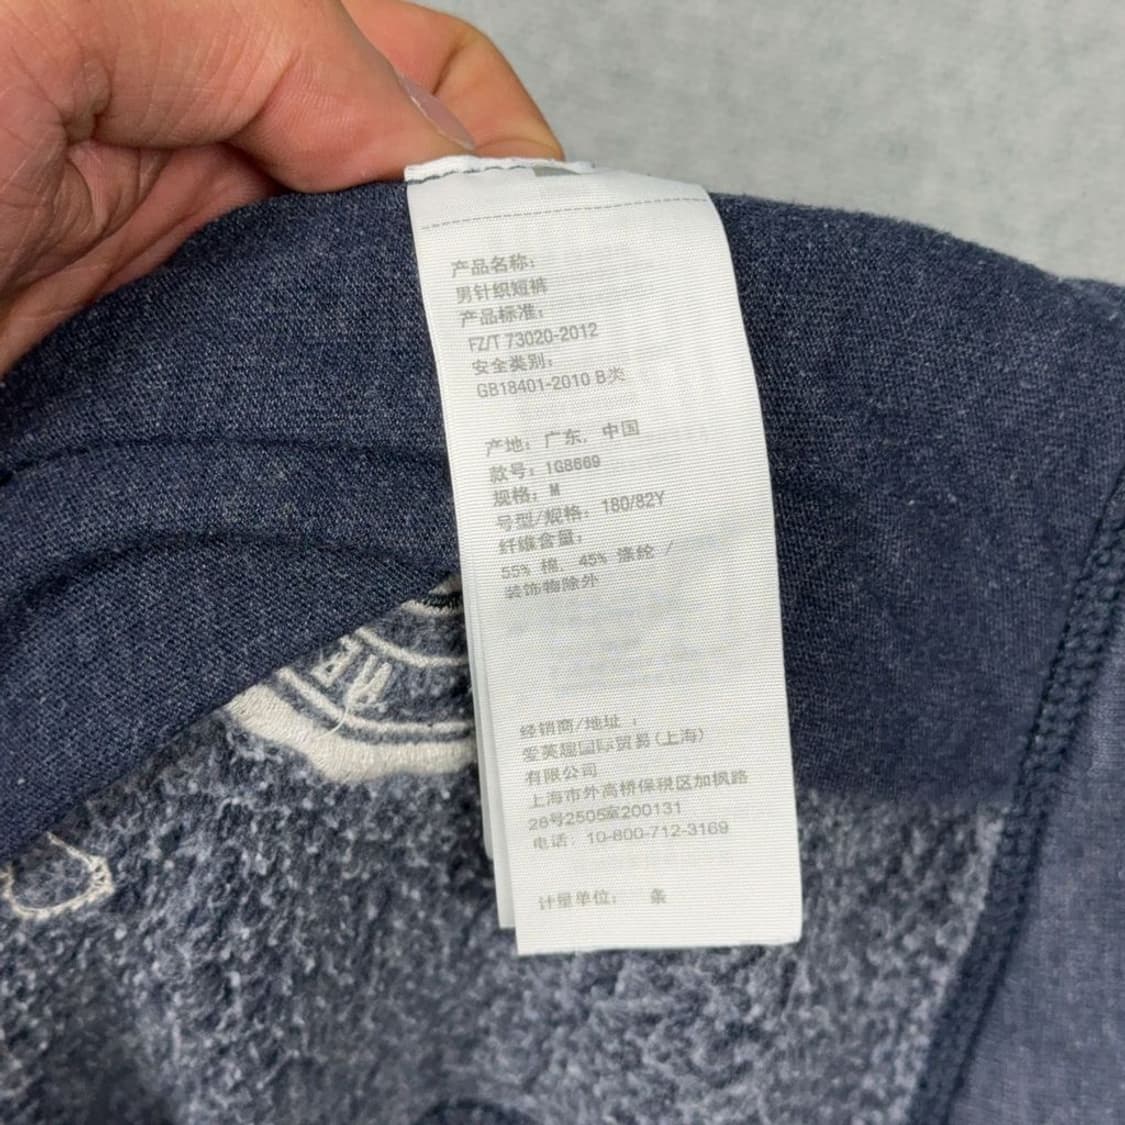 产品名称:
男针织短裤
产品标准:
FZ/T 73020-2012
安全类别:
GB18401-2010 B类
产地: 广东, 中国
款号: 1G8669
规格: M
号型/规格: 180/82Y
纤维含量:
55% 棉, 45% 涤纶 /
装饰物除外
经销商/地址 :
爱芙趣国际贸易(上海)
有限公司
上海市外高桥保税区加枫路
28号2505室200131
电话: 10-800-712-3169
计量单位: 条